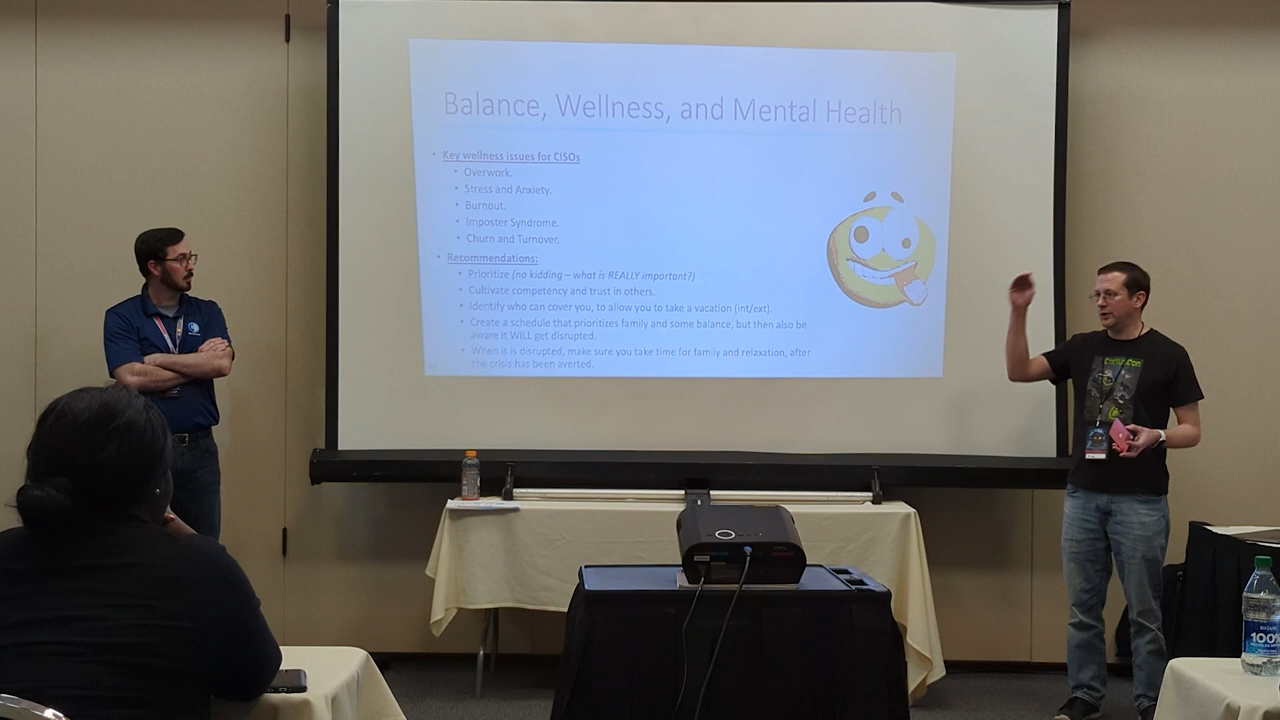 Balance, Wellness, and Mental Health
• Key wellness issues for CISOs
• Overwork.
• Stress and Anxiety.
• Burnout.
• Imposter Syndrome.
• Churn and Turnover.
• Recommendations:
• Prioritize (no kidding – what is REALLY important?)
• Cultivate competency and trust in others.
• Identify who can cover you, to allow you to take a vacation (int/ext).
• Create a schedule that prioritizes family and some balance, but then also be
aware it WILL get disrupted.
• When it is disrupted, make sure you take time for family and relaxation, after
the crisis has been averted.
DASANI
100%